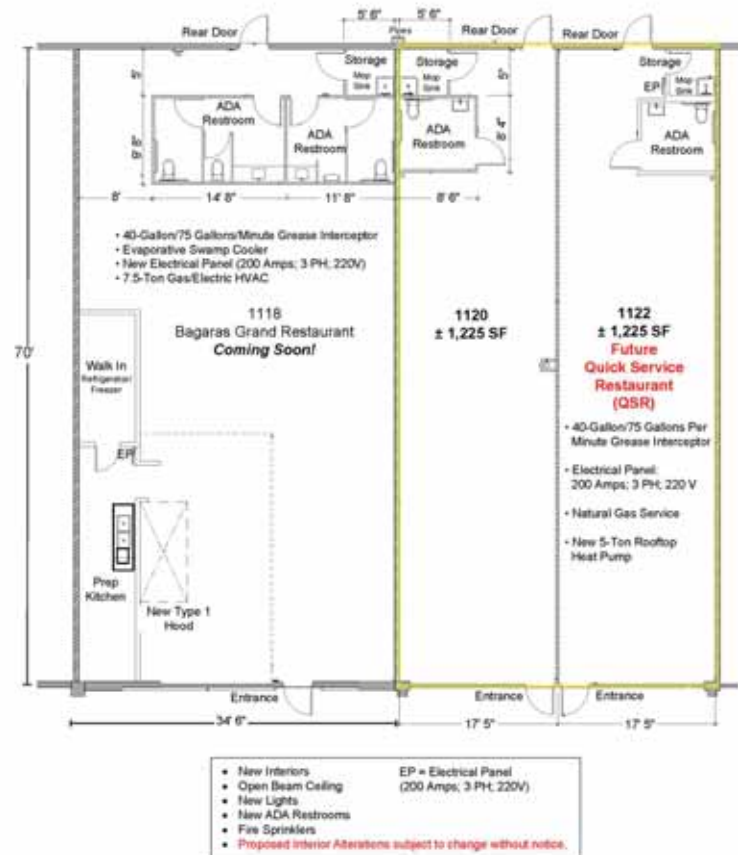 5' 6"
5' 6"
Rear Door
Pipes
Rear Door
Rear Door
Storage
Storage
Storage
Mop
Sink
Mop
Sink
EP
Mop
Sink
5'
5'
ADA
Restroom
ADA
Restroom
ADA
Restroom
ADA
Restroom
8'
14' 8"
11' 8"
8' 6"
• 40-Gallon/75 Gallons/Minute Grease Interceptor
• Evaporative Swamp Cooler
• New Electrical Panel (200 Amps; 3 PH; 220V)
• 7.5-Ton Gas/Electric HVAC
1118
Bagaras Grand Restaurant
Coming Soon!
1120
± 1,225 SF
1122
± 1,225 SF
Future
Quick Service
Restaurant
(QSR)
• 40-Gallon/75 Gallons Per
Minute Grease Interceptor
• Electrical Panel:
200 Amps; 3 PH; 220 V
• Natural Gas Service
• New 5-Ton Rooftop
Heat Pump
70'
Walk In
Refrigerator/
Freezer
EP
Prep
Kitchen
New Type 1
Hood
Entrance
Entrance
Entrance
34' 6"
17' 5"
17' 5"
• New Interiors
• Open Beam Ceiling
• New Lights
• New ADA Restrooms
• Fire Sprinklers
• Proposed Interior Alterations subject to change without notice.
EP = Electrical Panel
(200 Amps; 3 PH; 220V)